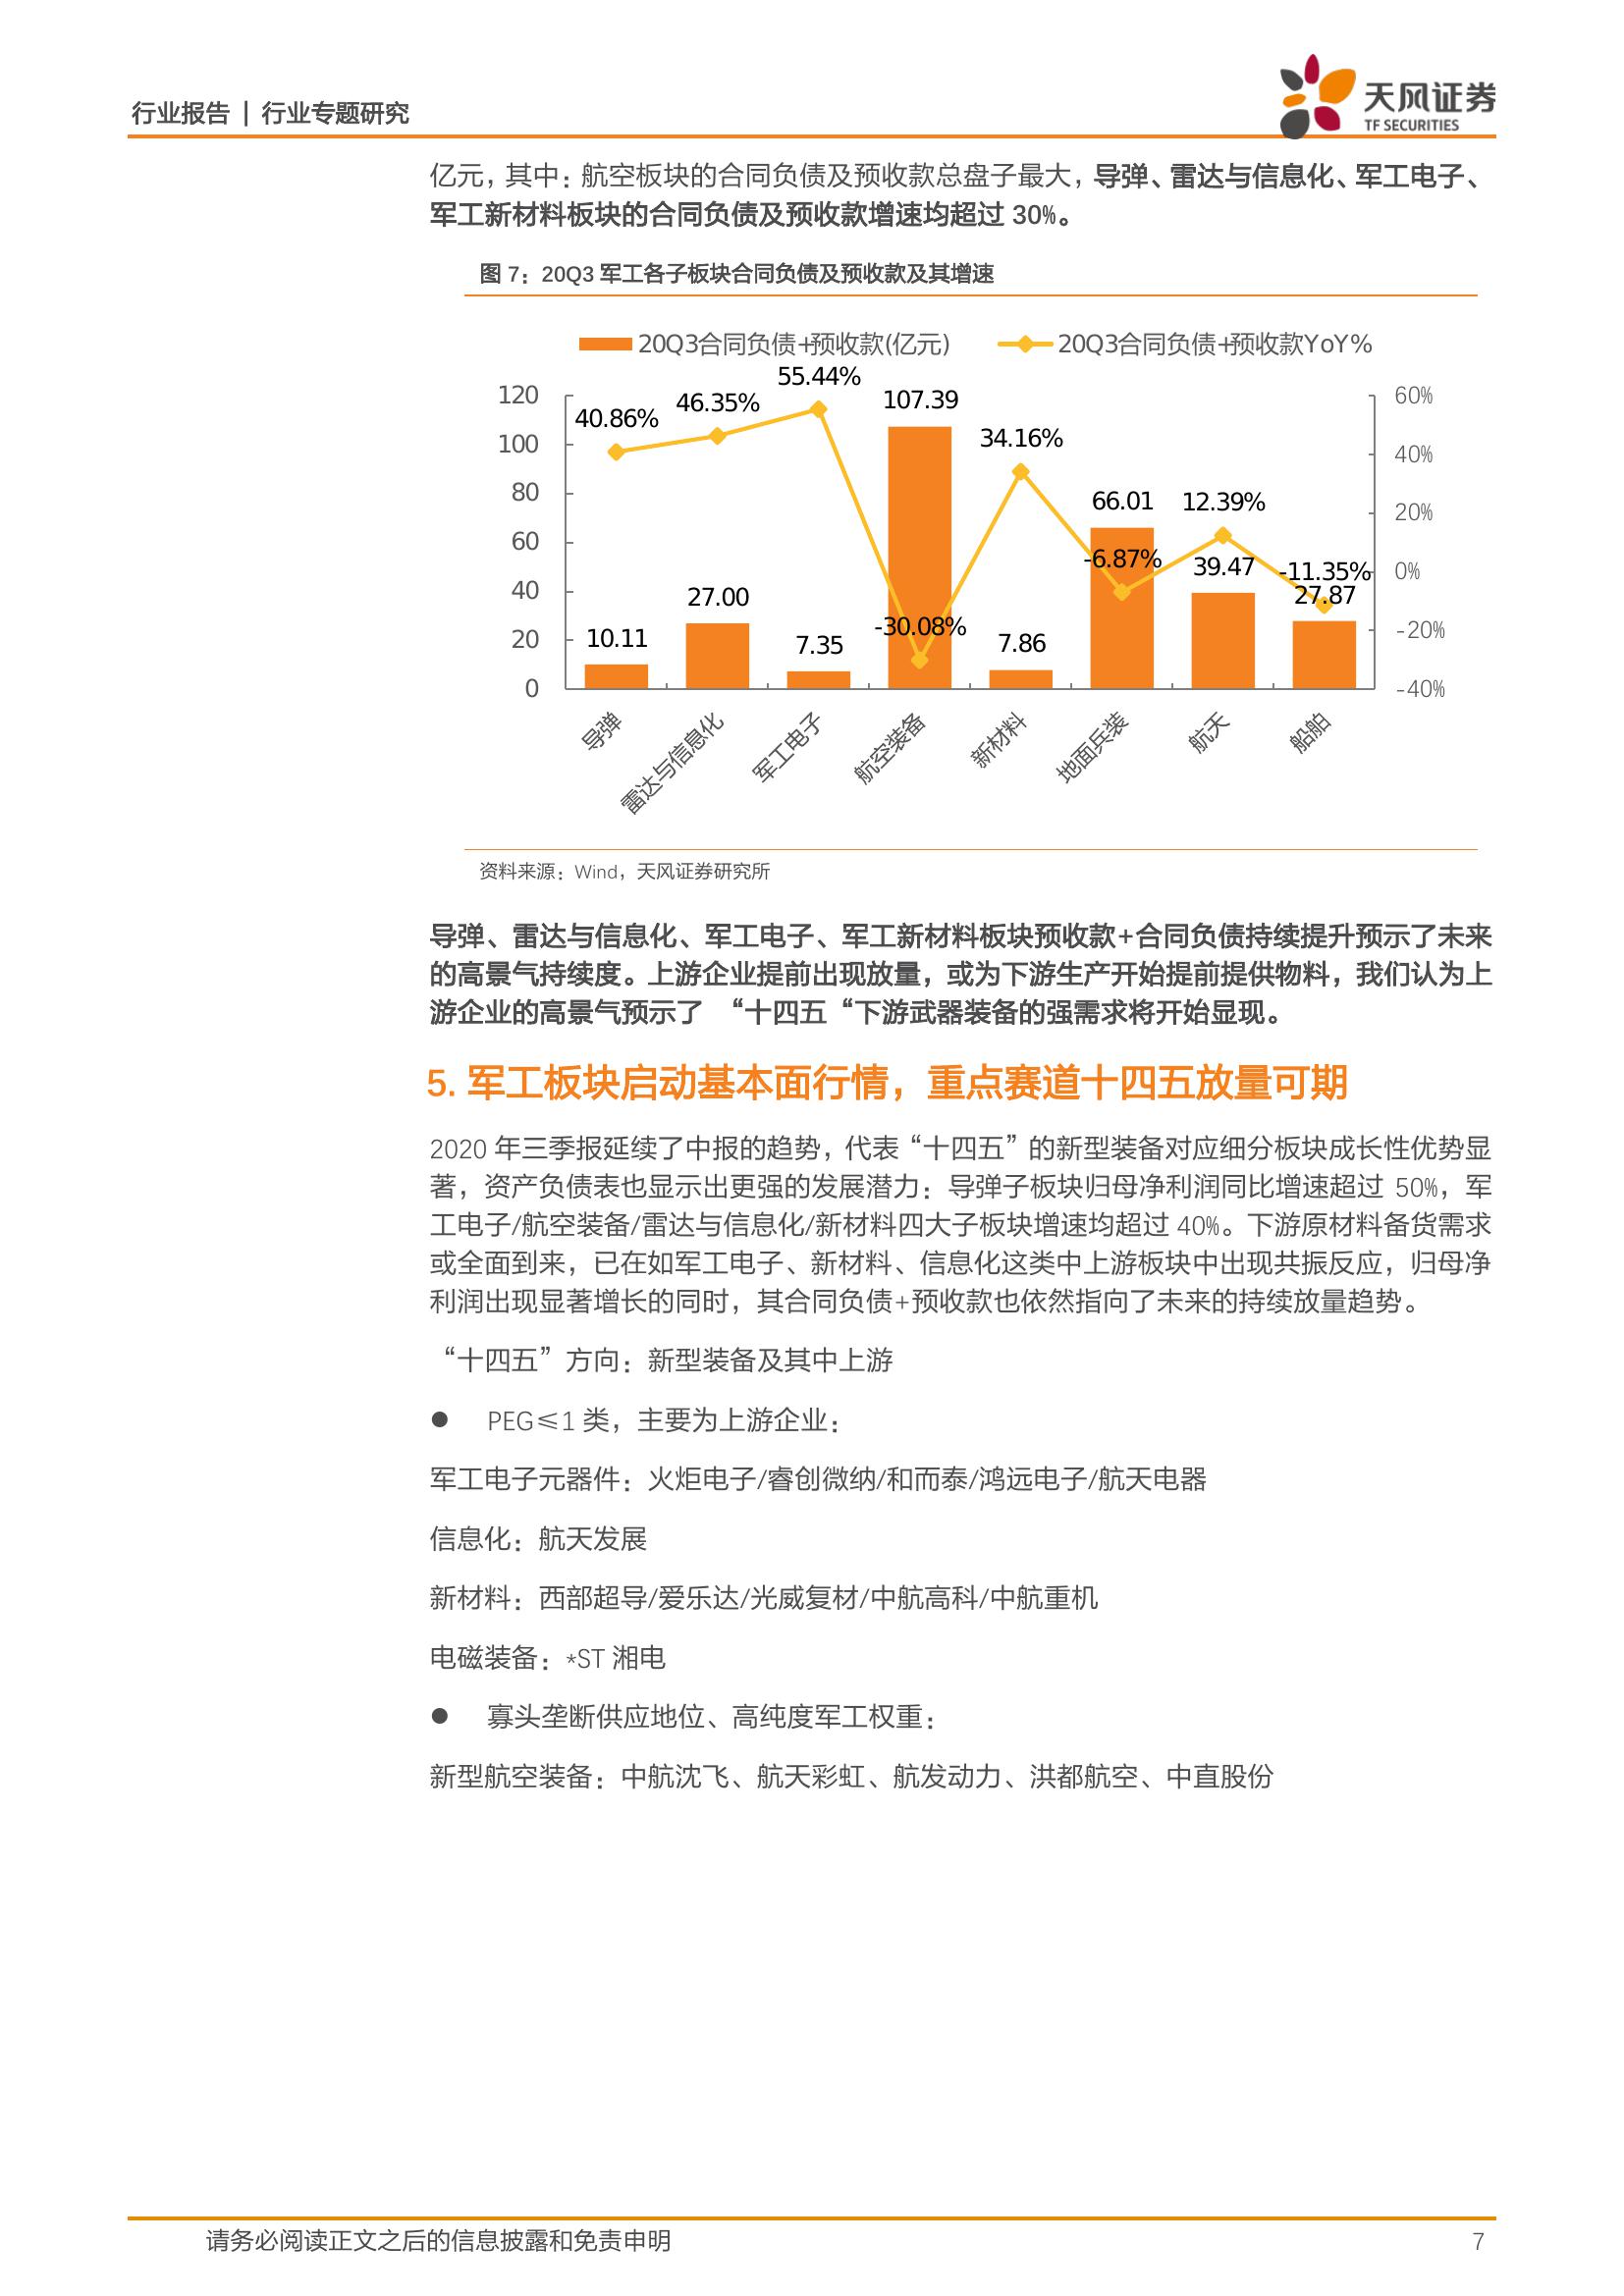 行业报告 | 行业专题研究
天风证券
TF SECURITIES
亿元，其中：航空板块的合同负债及预收款总盘子最大，导弹、雷达与信息化、军工电子、
军工新材料板块的合同负债及预收款增速均超过 30%。
图 7：20Q3 军工各子板块合同负债及预收款及其增速
20Q3合同负债+预收款(亿元)
20Q3合同负债+预收款YoY%
120
100
80
60
40
20
0
40.86%
46.35%
55.44%
-30.08%
34.16%
-6.87%
12.39%
-11.35%
10.11
27.00
7.35
107.39
7.86
66.01
39.47
27.87
60%
40%
20%
0%
-20%
-40%
导弹
雷达与信息化
军工电子
航空装备
新材料
地面兵装
航天
船舶
资料来源：Wind，天风证券研究所
导弹、雷达与信息化、军工电子、军工新材料板块预收款+合同负债持续提升预示了未来
的高景气持续度。上游企业提前出现放量，或为下游生产开始提前提供物料，我们认为上
游企业的高景气预示了 “十四五“下游武器装备的强需求将开始显现。
5. 军工板块启动基本面行情，重点赛道十四五放量可期
2020 年三季报延续了中报的趋势，代表“十四五”的新型装备对应细分板块成长性优势显
著，资产负债表也显示出更强的发展潜力：导弹子板块归母净利润同比增速超过 50%，军
工电子/航空装备/雷达与信息化/新材料四大子板块增速均超过 40%。下游原材料备货需求
或全面到来，已在如军工电子、新材料、信息化这类中上游板块中出现共振反应，归母净
利润出现显著增长的同时，其合同负债+预收款也依然指向了未来的持续放量趋势。
“十四五”方向：新型装备及其中上游
● PEG≤1 类，主要为上游企业：
军工电子元器件：火炬电子/睿创微纳/和而泰/鸿远电子/航天电器
信息化：航天发展
新材料：西部超导/爱乐达/光威复材/中航高科/中航重机
电磁装备：*ST 湘电
● 寡头垄断供应地位、高纯度军工权重：
新型航空装备：中航沈飞、航天彩虹、航发动力、洪都航空、中直股份
请务必阅读正文之后的信息披露和免责申明
7